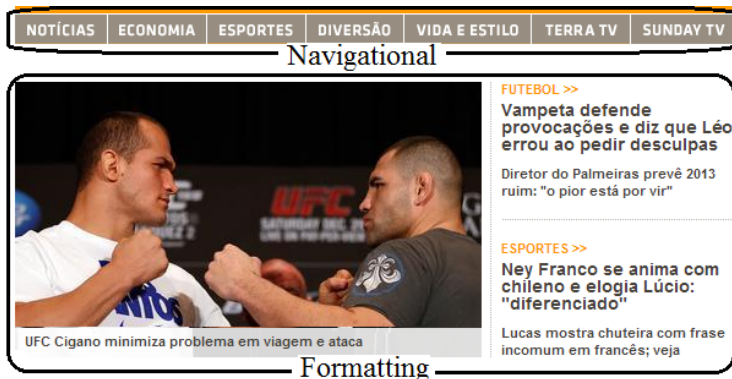 NOTÍCIAS ECONOMIA ESPORTES DIVERSÃO VIDA E ESTILO TERRA TV SUNDAY TV
Navigational
FUTEBOL >>
Vampeta defende
provocações e diz que Léo
errou ao pedir desculpas
Diretor do Palmeiras prevê 2013
ruim: "o pior está por vir"
ESPORTES >>
Ney Franco se anima com
chileno e elogia Lúcio:
"diferenciado"
Lucas mostra chuteira com frase
incomum em francês; veja
UFC
SATURDAY DEC.
UFC Cigano minimiza problema em viagem e ataca
Formatting